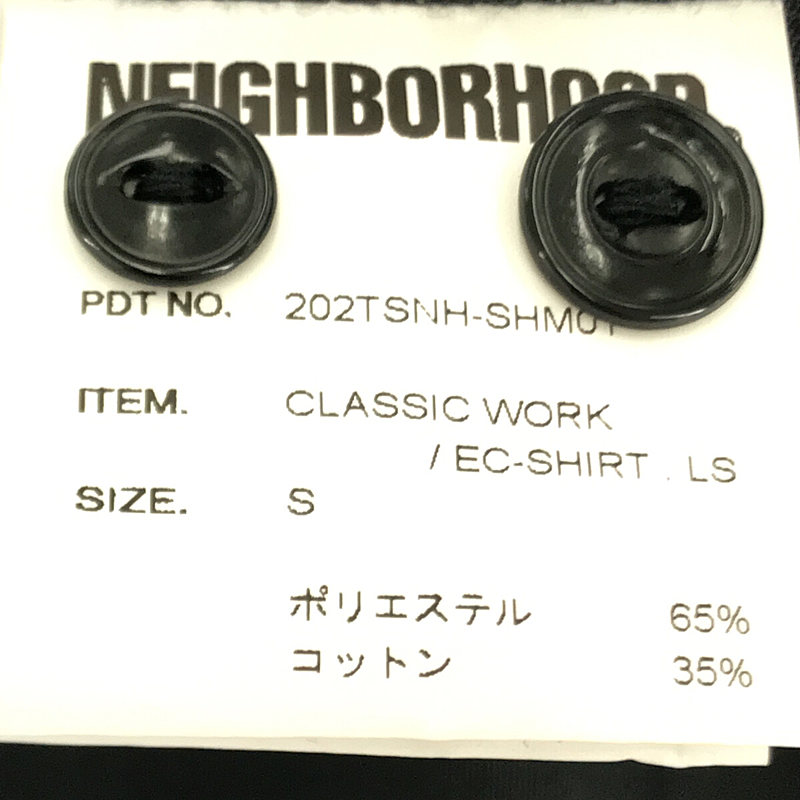 NEIGHBORHOOD.
PDT NO. 202TSNH-SHM01
ITEM. CLASSIC WORK
/ EC-SHIRT . LS
SIZE. S
ポリエステル 65%
コットン 35%